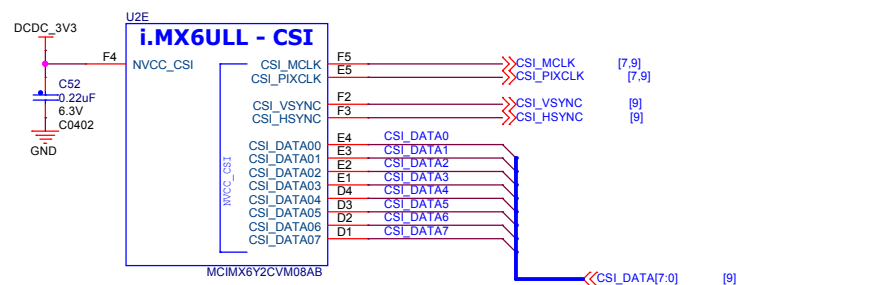 U2E
DCDC_3V3
i.MX6ULL - CSI
F4
NVCC_CSI
CSI_MCLK F5 CSI_MCLK [7,9]
CSI_PIXCLK E5 CSI_PIXCLK [7,9]
C52
0.22uF
6.3V
C0402
GND
CSI_VSYNC F2 CSI_VSYNC [9]
CSI_HSYNC F3 CSI_HSYNC [9]
NVCC_CSI
CSI_DATA00 E4 CSI_DATA0
CSI_DATA01 E3 CSI_DATA1
CSI_DATA02 E2 CSI_DATA2
CSI_DATA03 E1 CSI_DATA3
CSI_DATA04 D4 CSI_DATA4
CSI_DATA05 D3 CSI_DATA5
CSI_DATA06 D2 CSI_DATA6
CSI_DATA07 D1 CSI_DATA7
MCIMX6Y2CVM08AB
CSI_DATA[7:0] [9]